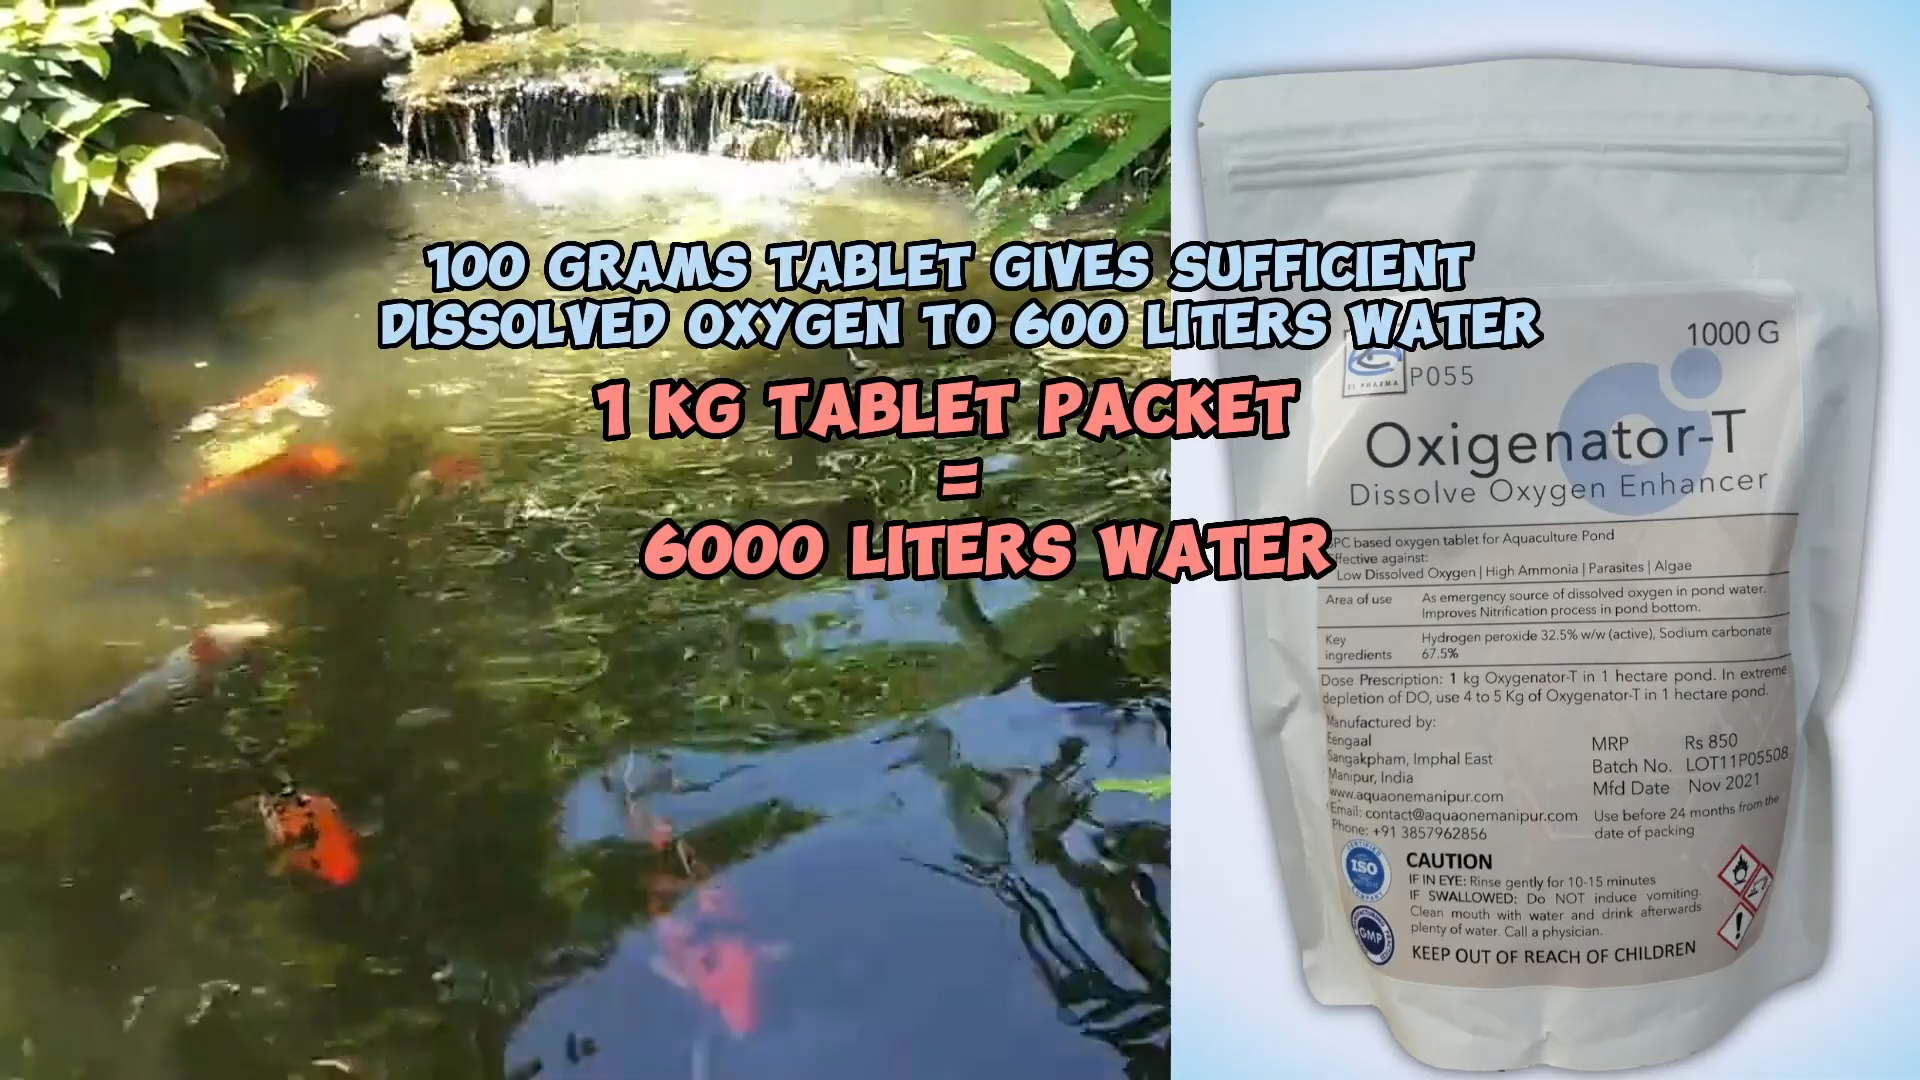 100 GRAMS TABLET GIVES SUFFICIENT
DISSOLVED OXYGEN TO 600 LITERS WATER
1 KG TABLET PACKET
=
6000 LITERS WATER
1000 G
P055
Oxigenator-T
Dissolve Oxygen Enhancer
PC based oxygen tablet for Aquaculture Pond
ffective against:
Low Dissolved Oxygen | High Ammonia | Parasites | Algae
Area of use As emergency source of dissolved oxygen in pond water.
Improves Nitrification process in pond bottom.
Key ingredients Hydrogen peroxide 32.5% w/w (active), Sodium carbonate
67.5%
Dose Prescription: 1 kg Oxygenator-T in 1 hectare pond. In extreme
depletion of DO, use 4 to 5 Kg of Oxygenator-T in 1 hectare pond.
Manufactured by:
Eengaal
Sangakpham, Imphal East
Manipur, India
www.aquaonemanipur.com
Email: contact@aquaonemanipur.com
Phone: +91 3857962856
MRP Rs 850
Batch No. LOT11P05508
Mfd Date Nov 2021
Use before 24 months from the
date of packing
CERTIFIED
ISO
COMPANY
GMP
CAUTION
IF IN EYE: Rinse gently for 10-15 minutes
IF SWALLOWED: Do NOT induce vomiting.
Clean mouth with water and drink afterwards
plenty of water. Call a physician.
KEEP OUT OF REACH OF CHILDREN